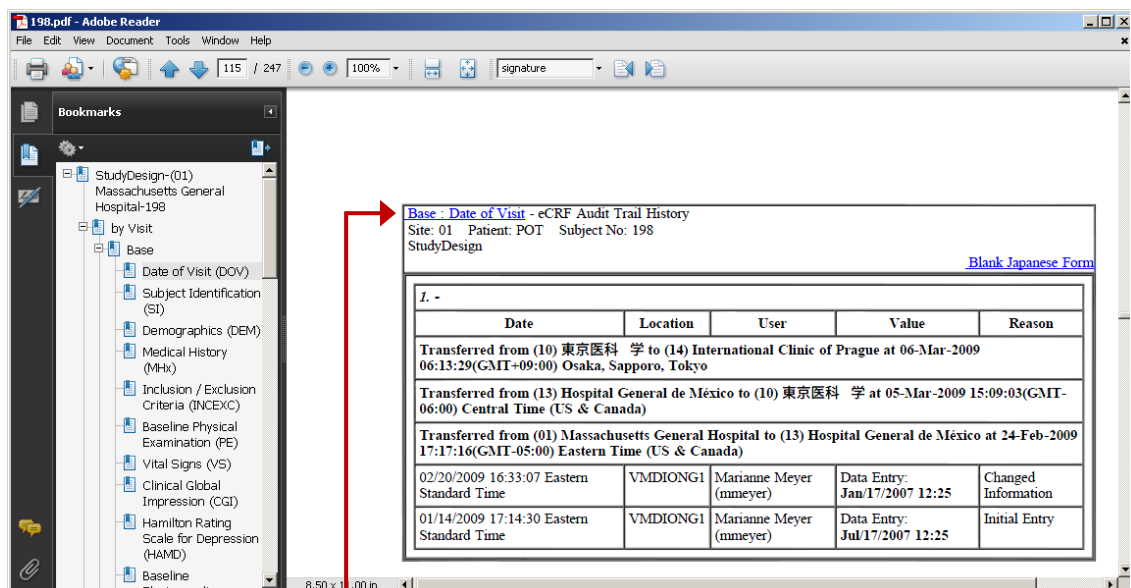 198.pdf - Adobe Reader
File Edit View Document Tools Window Help
115 / 247 100% signature
Bookmarks
StudyDesign-(01)
Massachusetts General
Hospital-198
by Visit
Base
Date of Visit (DOV)
Subject Identification
(SI)
Demographics (DEM)
Medical History
(MHx)
Inclusion / Exclusion
Criteria (INCEXC)
Baseline Physical
Examination (PE)
Vital Signs (VS)
Clinical Global
Impression (CGI)
Hamilton Rating
Scale for Depression
(HAMD)
Baseline
Base : Date of Visit - eCRF Audit Trail History
Site: 01 Patient: POT Subject No: 198
StudyDesign
Blank Japanese Form
1. -
Date Location User Value Reason
Transferred from (10) 東京医科 学 to (14) International Clinic of Prague at 06-Mar-2009
06:13:29(GMT+09:00) Osaka, Sapporo, Tokyo
Transferred from (13) Hospital General de México to (10) 東京医科 学 at 05-Mar-2009 15:09:03(GMT-
06:00) Central Time (US & Canada)
Transferred from (01) Massachusetts General Hospital to (13) Hospital General de México at 24-Feb-2009
17:17:16(GMT-05:00) Eastern Time (US & Canada)
02/20/2009 16:33:07 Eastern VMDIONG1 Marianne Meyer Data Entry: Changed
Standard Time (mmeyer) Jan/17/2007 12:25 Information
01/14/2009 17:14:30 Eastern VMDIONG1 Marianne Meyer Data Entry: Initial Entry
Standard Time (mmeyer) Jul/17/2007 12:25